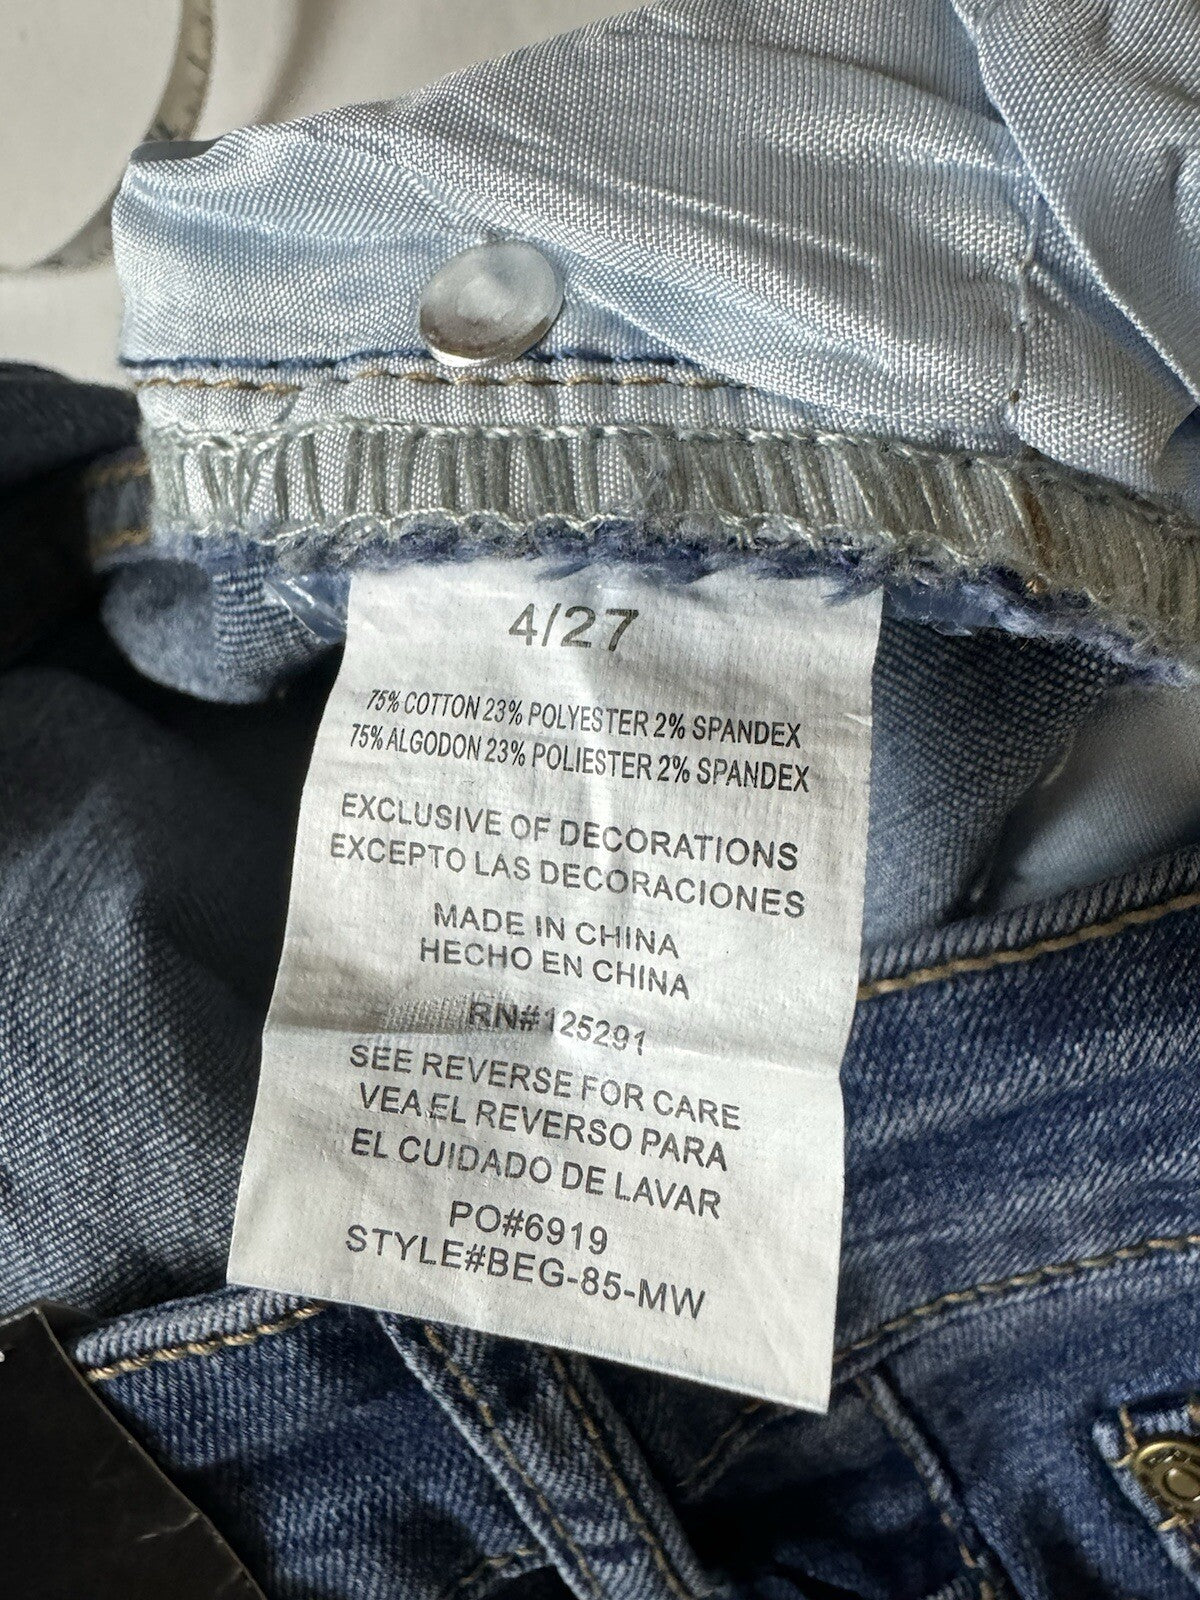 4/27
75% COTTON 23% POLYESTER 2% SPANDEX
75% ALGODON 23% POLIESTER 2% SPANDEX
EXCLUSIVE OF DECORATIONS
EXCEPTO LAS DECORACIONES
MADE IN CHINA
HECHO EN CHINA
RN#125291
SEE REVERSE FOR CARE
VEA EL REVERSO PARA
EL CUIDADO DE LAVAR
PO#6919
STYLE#BEG-85-MW